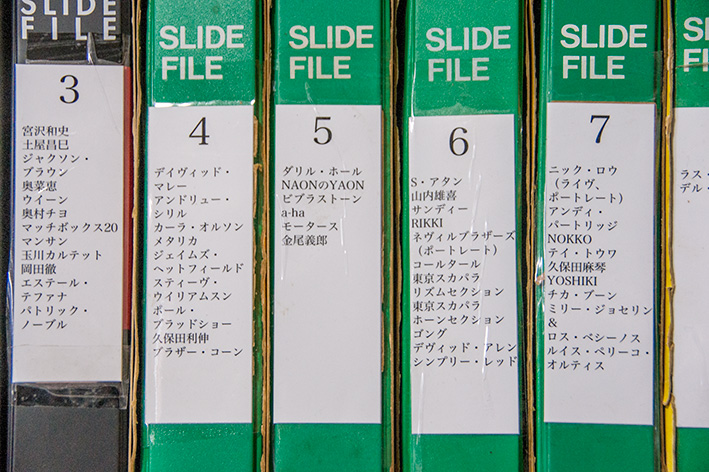 SLIDE
FILE
3
宮沢和史
土屋昌巳
ジャクソン・
ブラウン
奥菜恵
ウイーン
奥村チヨ
マッチボックス20
マンサン
玉川カルテット
岡田徹
エステール・
テファナ
パトリック・
ノーブル
SLIDE
FILE
4
デイヴィッド・
マレー
アンドリュー・
シリル
カーラ・オルソン
メタリカ
ジェイムズ・
ヘットフィールド
スティーヴ・
ウイリアムスン
ポール・
ブラッドショー
久保田利伸
ブラザー・コーン
SLIDE
FILE
5
ダリル・ホール
NAONのYAON
ビブラストーン
a-ha
モータース
金尾義郎
SLIDE
FILE
6
S・アタン
山内雄喜
サンディー
RIKKI
ネヴィルブラザーズ
（ポートレート）
コールタール
東京スカパラ
リズムセクション
東京スカパラ
ホーンセクション
ゴング
デヴィッド・アレン
シンプリー・レッド
SLIDE
FILE
7
ニック・ロウ
（ライヴ、
ポートレート）
アンディ・
パートリッジ
NOKKO
テイ・トウワ
久保田麻琴
YOSHIKI
チカ・ブーン
ミリー・ジョセリン
&
ロス・ベシーノス
ルイス・ペリーコ・
オルティス
ラス・
デル・